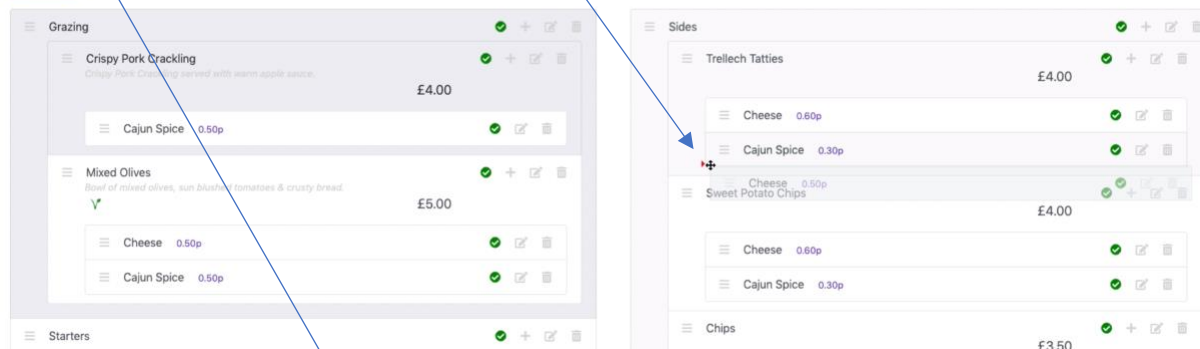 Grazing
Crispy Pork Crackling
Crispy Pork Crackling served with warm apple sauce.
£4.00
Cajun Spice 0.50p
Mixed Olives
Bowl of mixed olives, sun blushed tomatoes & crusty bread.
V
£5.00
Cheese 0.50p
Cajun Spice 0.50p
Starters
Sides
Trellech Tatties
£4.00
Cheese 0.60p
Cajun Spice 0.30p
Cheese 0.50p
Sweet Potato Chips
£4.00
Cheese 0.60p
Cajun Spice 0.30p
Chips
£3.50